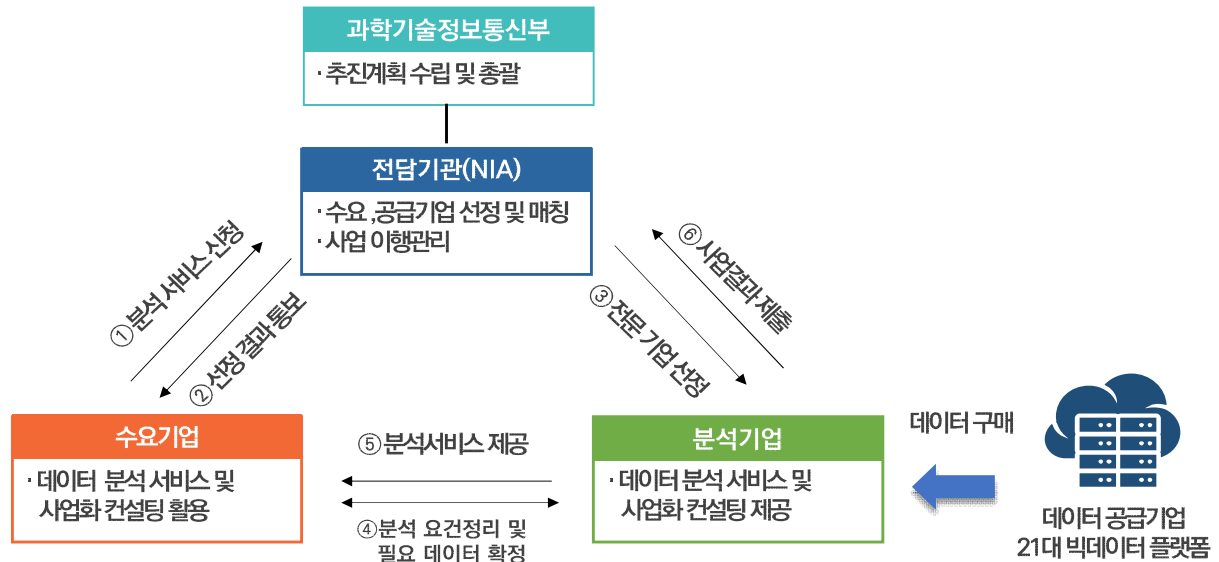 과학기술정보통신부
· 추진계획 수립 및 총괄
전담기관(NIA)
· 수요 ,공급기업 선정 및 매칭
· 사업 이행관리
① 분석 서비스 신청
② 선정 결과 통보
③ 전문 기업 선정
⑥ 사업결과 제출
수요기업
· 데이터 분석 서비스 및
사업화 컨설팅 활용
⑤ 분석서비스 제공
④ 분석 요건정리 및
필요 데이터 확정
분석기업
· 데이터 분석 서비스 및
사업화 컨설팅 제공
데이터 구매
데이터 공급기업
21대 빅데이터 플랫폼